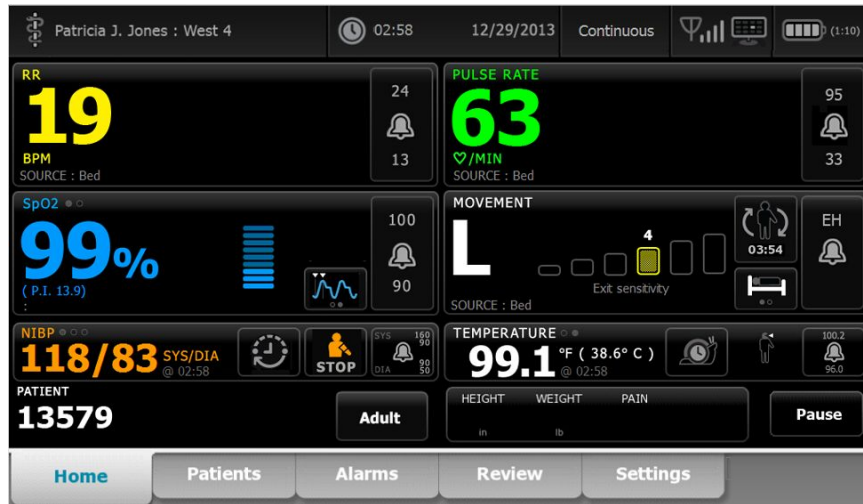 Patricia J. Jones : West 4
02:58
12/29/2013
Continuous
(1:10)
RR
19
BPM
SOURCE : Bed
24
13
PULSE RATE
63
♡/MIN
SOURCE : Bed
95
33
SpO2
99%
( P.I. 13.9)
:
100
90
MOVEMENT
L
4
Exit sensitivity
SOURCE : Bed
03:54
EH
NIBP
118/83 SYS/DIA
@ 02:58
STOP
SYS 160
90
DIA 90
50
TEMPERATURE
99.1 °F ( 38.6° C )
@ 02:58
100.2
96.0
PATIENT
13579
Adult
HEIGHT WEIGHT PAIN
in lb
Pause
Home Patients Alarms Review Settings